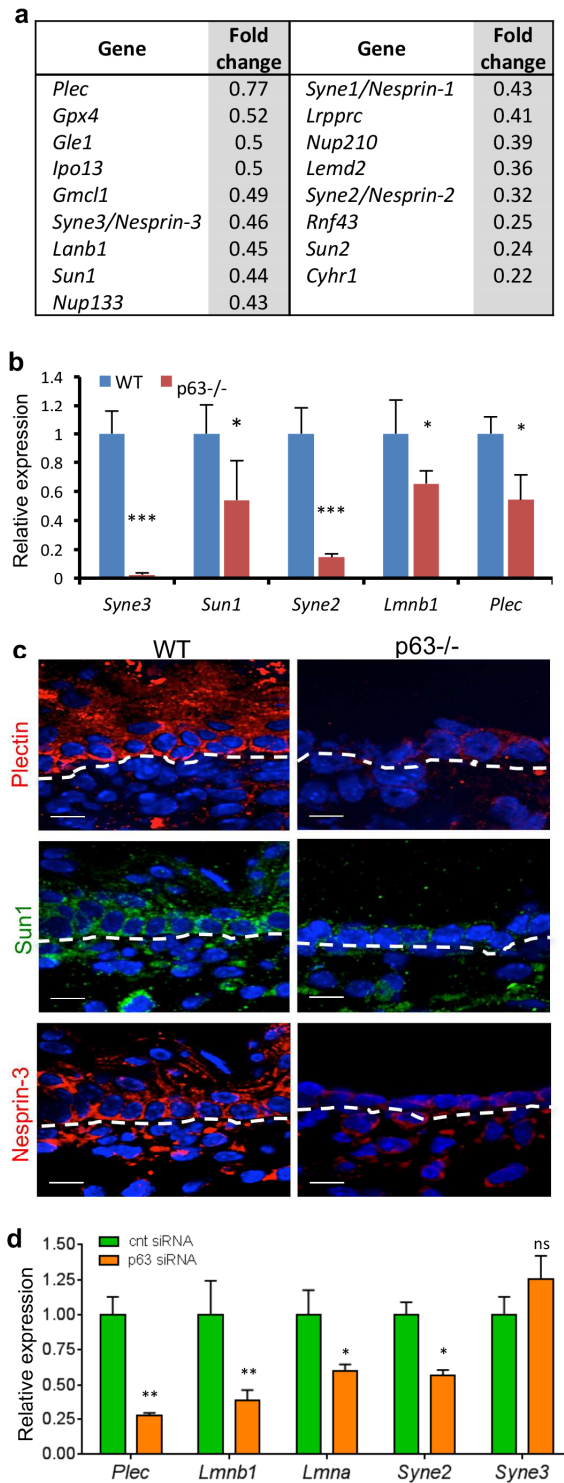 a
Gene Fold change Gene Fold change
Plec 0.77 Syne1/Nesprin-1 0.43
Gpx4 0.52 Lrpprc 0.41
Gle1 0.5 Nup210 0.39
Ipo13 0.5 Lemd2 0.36
Gmcl1 0.49 Syne2/Nesprin-2 0.32
Syne3/Nesprin-3 0.46 Rnf43 0.25
Lanb1 0.45 Sun2 0.24
Sun1 0.44 Cyhr1 0.22
Nup133 0.43
b
WT p63-/-
Relative expression
1.4
1.2
1
0.8
0.6
0.4
0.2
0
*** * *** * *
Syne3 Sun1 Syne2 Lmnb1 Plec
c
WT p63-/-
Plectin
Sun1
Nesprin-3
d
cnt siRNA
p63 siRNA
Relative expression
1.50
1.25
1.00
0.75
0.50
0.25
0.00
** ** * * ns
Plec Lmnb1 Lmna Syne2 Syne3